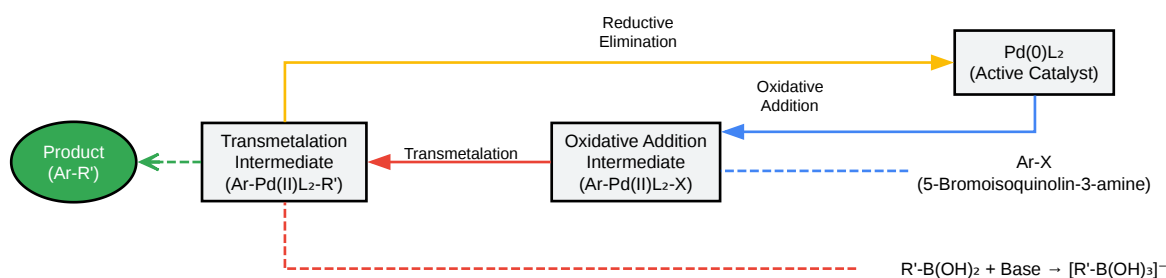 Reductive
Elimination
Pd(0)L₂
(Active Catalyst)
Oxidative
Addition
Product
(Ar-R')
Transmetalation
Intermediate
(Ar-Pd(II)L₂-R')
Transmetalation
Oxidative Addition
Intermediate
(Ar-Pd(II)L₂-X)
Ar-X
(5-Bromoisoquinolin-3-amine)
R'-B(OH)₂ + Base → [R'-B(OH)₃]⁻